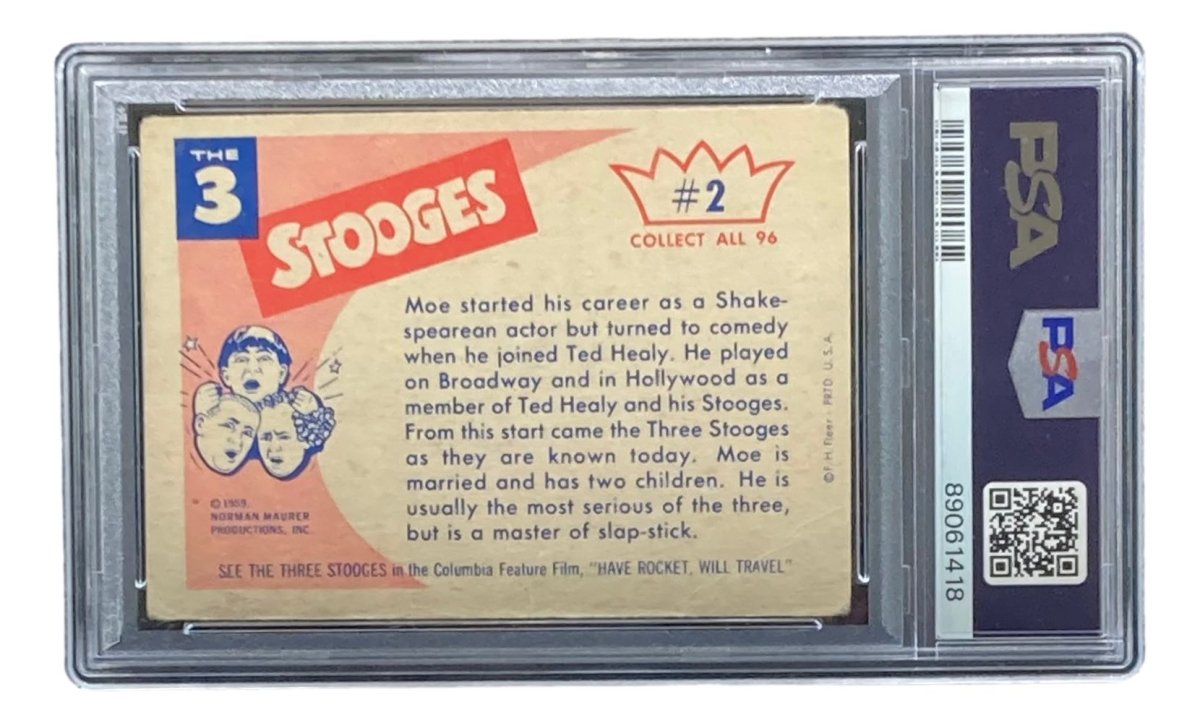 THE
3
STOOGES
#2
COLLECT ALL 96
Moe started his career as a Shake-
spearean actor but turned to comedy
when he joined Ted Healy. He played
on Broadway and in Hollywood as a
member of Ted Healy and his Stooges.
From this start came the Three Stooges
as they are known today. Moe is
married and has two children. He is
usually the most serious of the three,
but is a master of slap-stick.
© 1959,
NORMAN MAURER
PRODUCTIONS, INC.
SEE THE THREE STOOGES in the Columbia Feature Film, "HAVE ROCKET, WILL TRAVEL"
© F. H. Fleer · PRTD. U. S. A.
PSA
PSA
89061418